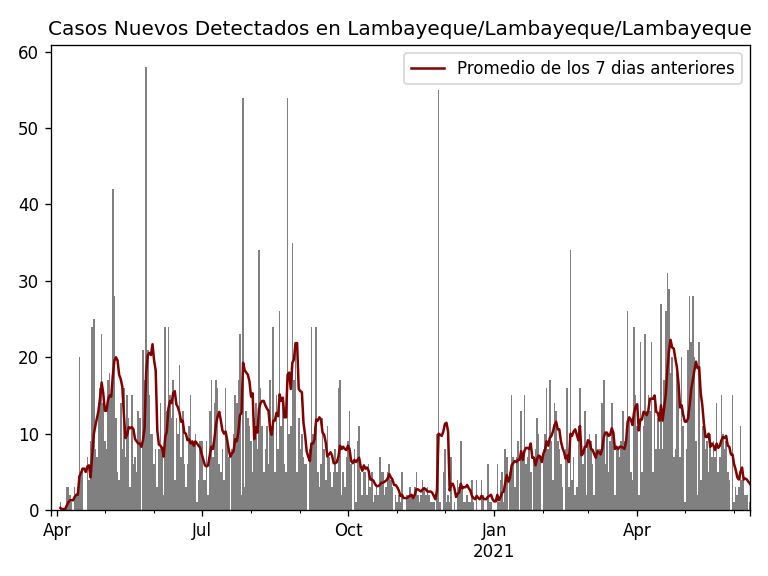 Casos Nuevos Detectados en Lambayeque/Lambayeque/Lambayeque
Promedio de los 7 dias anteriores
60
50
40
30
20
10
0
Apr Jul Oct Jan Apr
2021